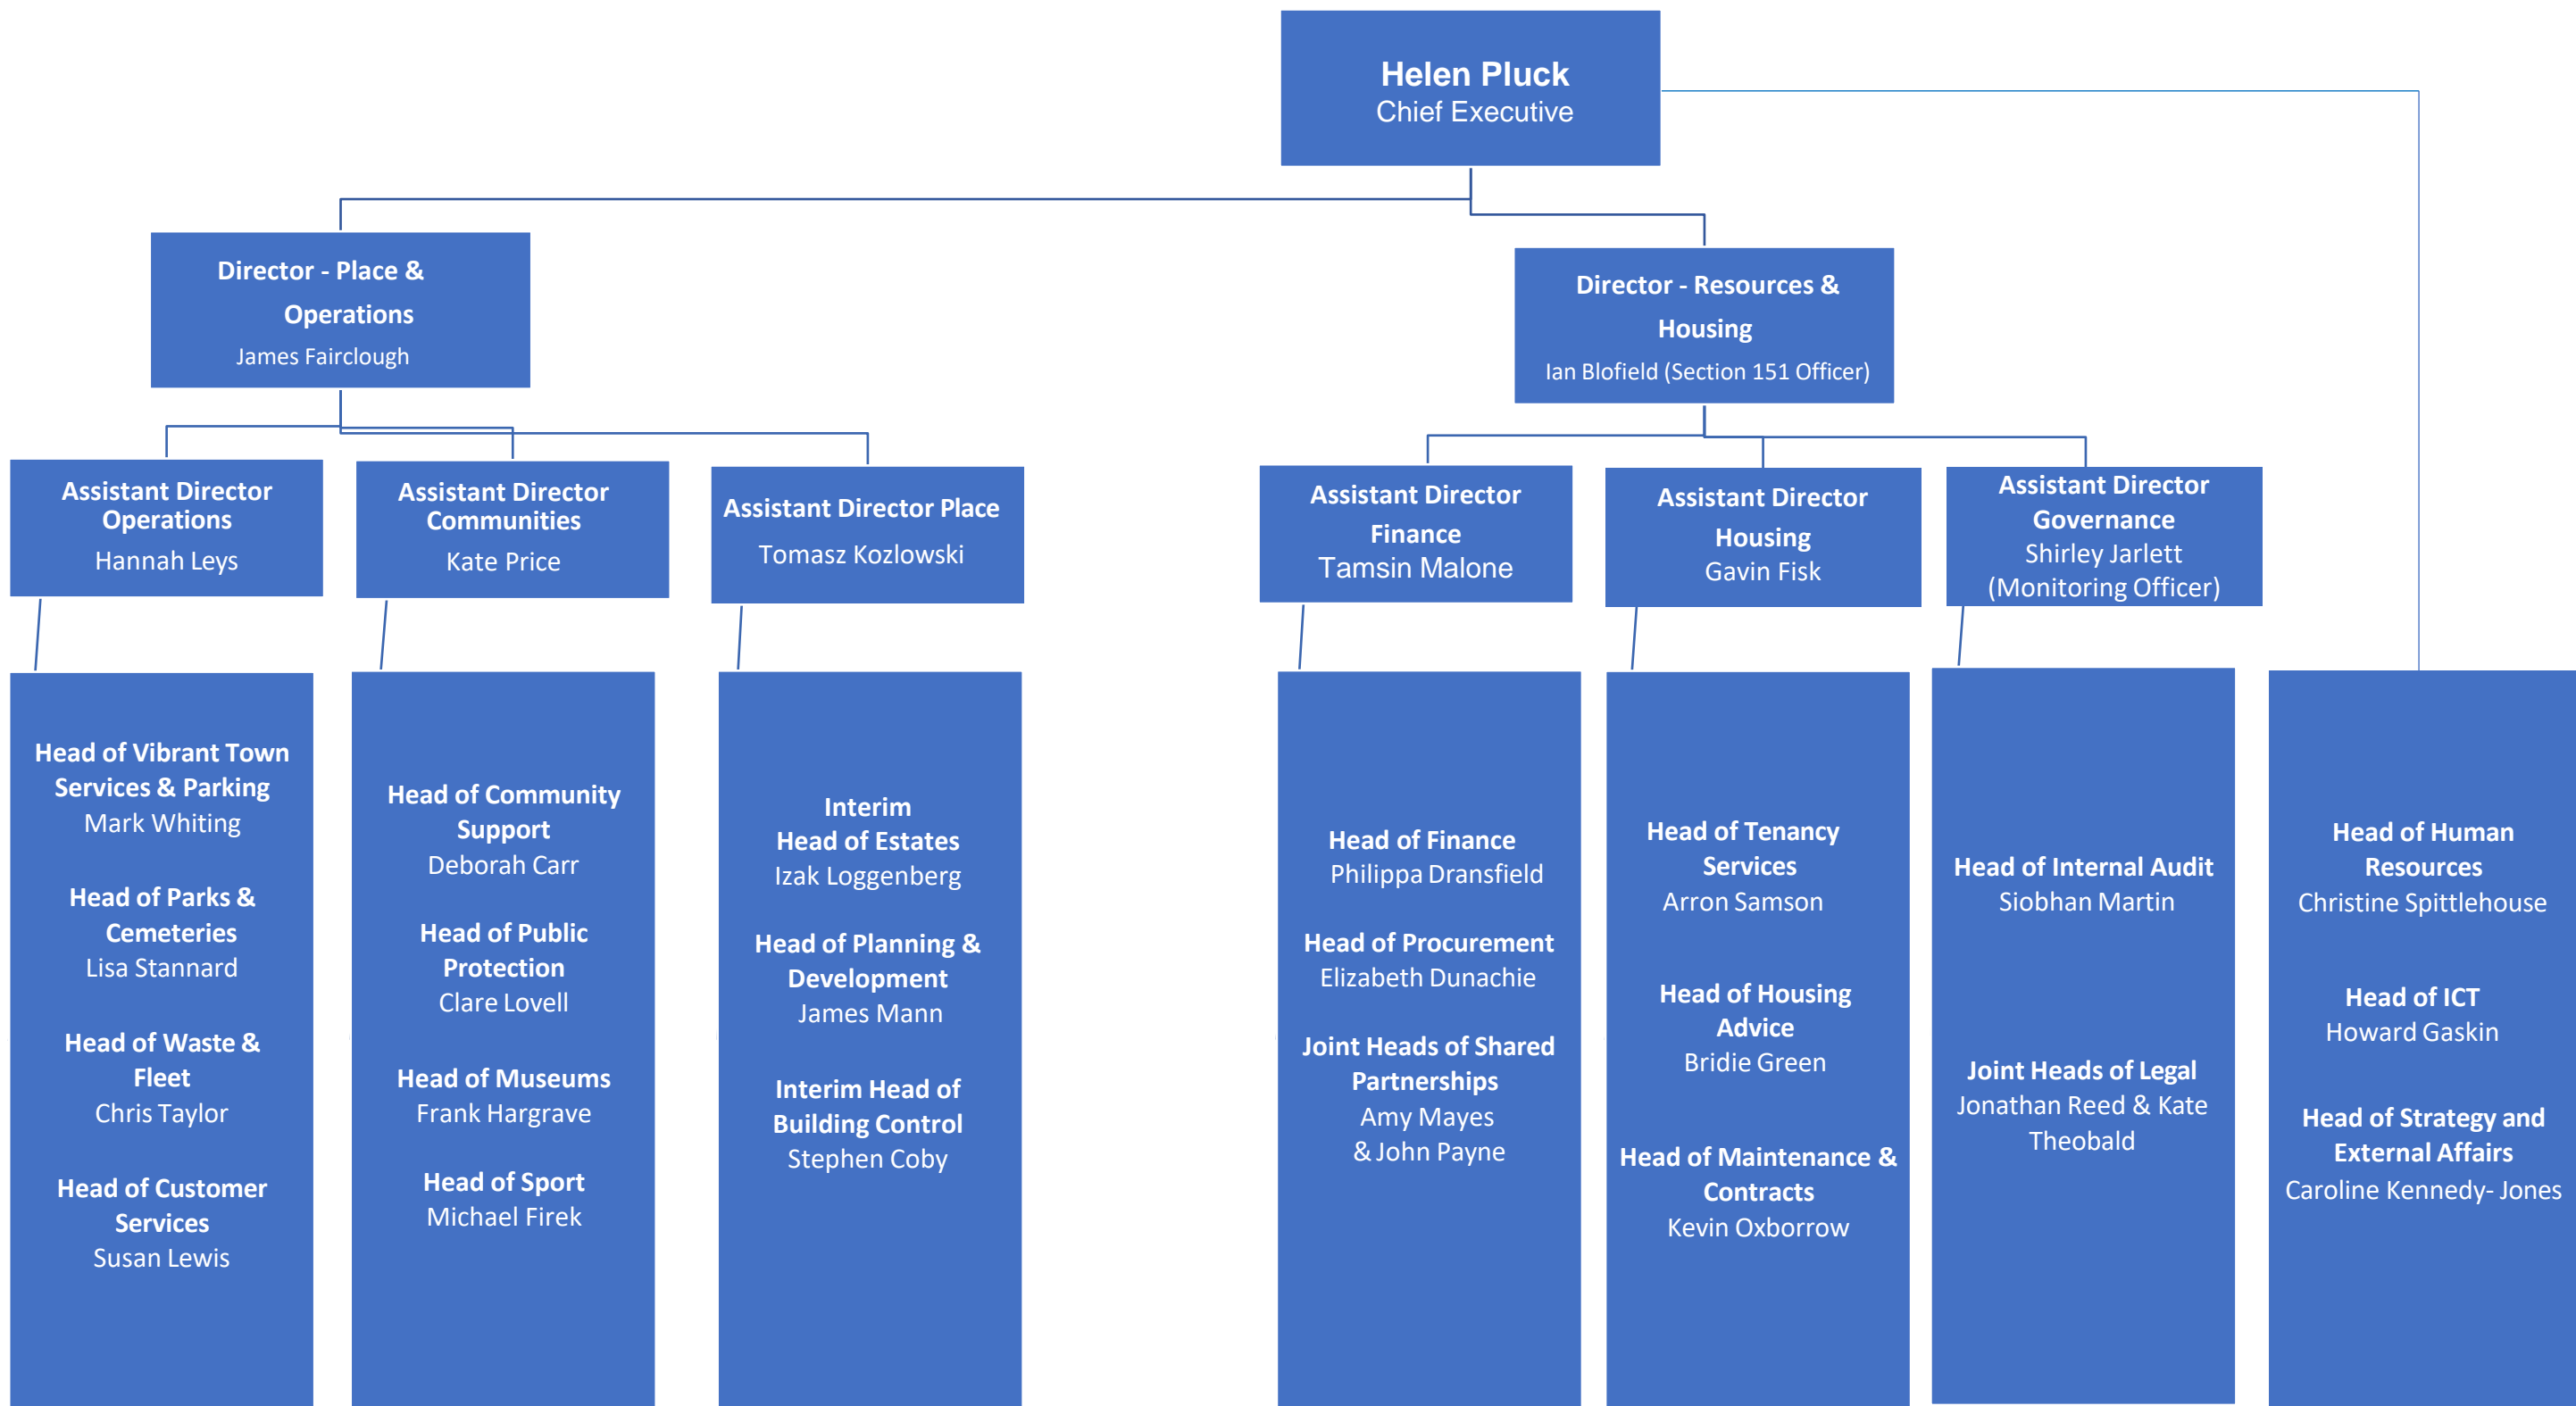 Helen Pluck
Chief Executive
Director - Place &
Operations
James Fairclough
Director - Resources &
Housing
Ian Blofield (Section 151 Officer)
Assistant Director
Operations
Hannah Leys
Assistant Director
Communities
Kate Price
Assistant Director Place
Tomasz Kozlowski
Assistant Director
Finance
Tamsin Malone
Assistant Director
Housing
Gavin Fisk
Assistant Director
Governance
Shirley Jarlett
(Monitoring Officer)
Head of Vibrant Town
Services & Parking
Mark Whiting
Head of Parks &
Cemeteries
Lisa Stannard
Head of Waste &
Fleet
Chris Taylor
Head of Customer
Services
Susan Lewis
Head of Community
Support
Deborah Carr
Head of Public
Protection
Clare Lovell
Head of Museums
Frank Hargrave
Head of Sport
Michael Firek
Interim
Head of Estates
Izak Loggenberg
Head of Planning &
Development
James Mann
Interim Head of
Building Control
Stephen Coby
Head of Finance
Philippa Dransfield
Head of Procurement
Elizabeth Dunachie
Joint Heads of Shared
Partnerships
Amy Mayes
& John Payne
Head of Tenancy
Services
Arron Samson
Head of Housing
Advice
Bridie Green
Head of Maintenance &
Contracts
Kevin Oxborrow
Head of Internal Audit
Siobhan Martin
Joint Heads of Legal
Jonathan Reed & Kate
Theobald
Head of Human
Resources
Christine Spittlehouse
Head of ICT
Howard Gaskin
Head of Strategy and
External Affairs
Caroline Kennedy- Jones